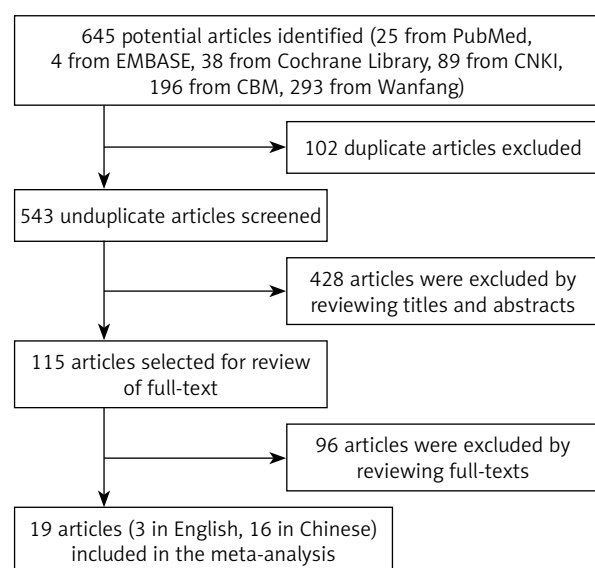 645 potential articles identified (25 from PubMed,
4 from EMBASE, 38 from Cochrane Library, 89 from CNKI,
196 from CBM, 293 from Wanfang)
102 duplicate articles excluded
543 unduplicate articles screened
428 articles were excluded by
reviewing titles and abstracts
115 articles selected for review
of full-text
96 articles were excluded by
reviewing full-texts
19 articles (3 in English, 16 in Chinese)
included in the meta-analysis